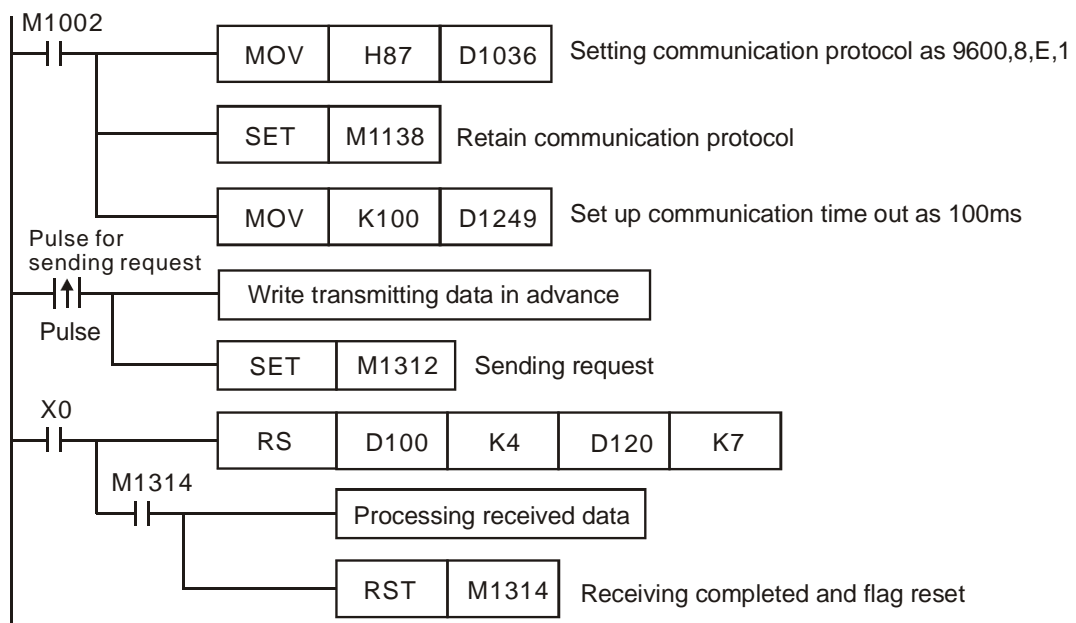 M1002
MOV H87 D1036 Setting communication protocol as 9600,8,E,1
SET M1138 Retain communication protocol
MOV K100 D1249 Set up communication time out as 100ms
Pulse for
sending request
Write transmitting data in advance
Pulse
SET M1312 Sending request
X0
RS D100 K4 D120 K7
M1314
Processing received data
RST M1314 Receiving completed and flag reset